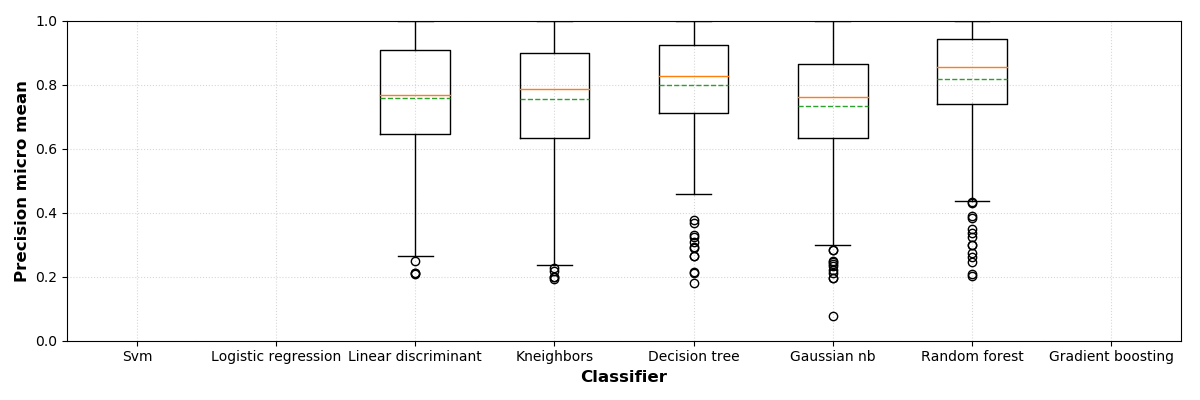 Precision micro mean
1.0
0.8
0.6
0.4
0.2
0.0
Svm Logistic regression Linear discriminant Kneighbors Decision tree Gaussian nb Random forest Gradient boosting
Classifier